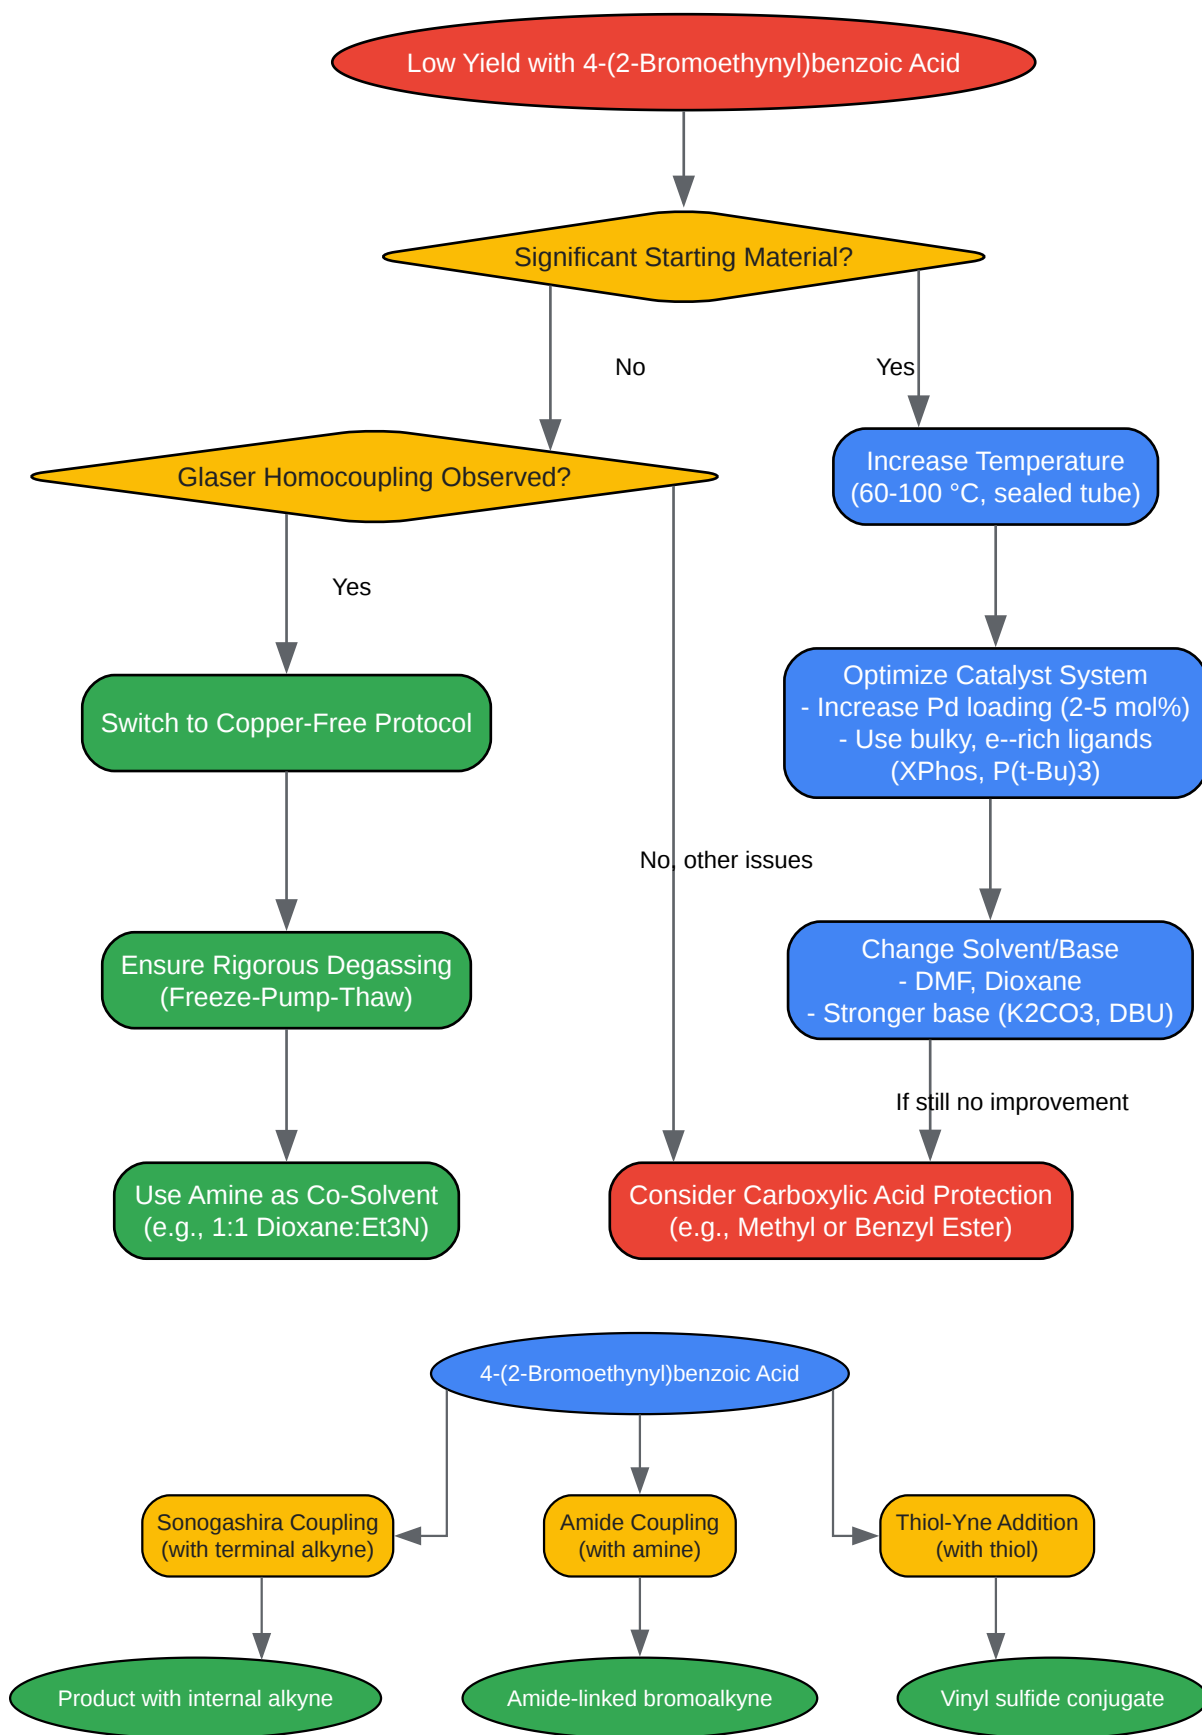 Low Yield with 4-(2-Bromoethynyl)benzoic Acid
Significant Starting Material?
No
Yes
Glaser Homocoupling Observed?
Increase Temperature
(60-100 °C, sealed tube)
Yes
Switch to Copper-Free Protocol
Optimize Catalyst System
- Increase Pd loading (2-5 mol%)
- Use bulky, e--rich ligands
(XPhos, P(t-Bu)3)
No, other issues
Ensure Rigorous Degassing
(Freeze-Pump-Thaw)
Change Solvent/Base
- DMF, Dioxane
- Stronger base (K2CO3, DBU)
If still no improvement
Use Amine as Co-Solvent
(e.g., 1:1 Dioxane:Et3N)
Consider Carboxylic Acid Protection
(e.g., Methyl or Benzyl Ester)
4-(2-Bromoethynyl)benzoic Acid
Sonogashira Coupling
(with terminal alkyne)
Amide Coupling
(with amine)
Thiol-Yne Addition
(with thiol)
Product with internal alkyne
Amide-linked bromoalkyne
Vinyl sulfide conjugate